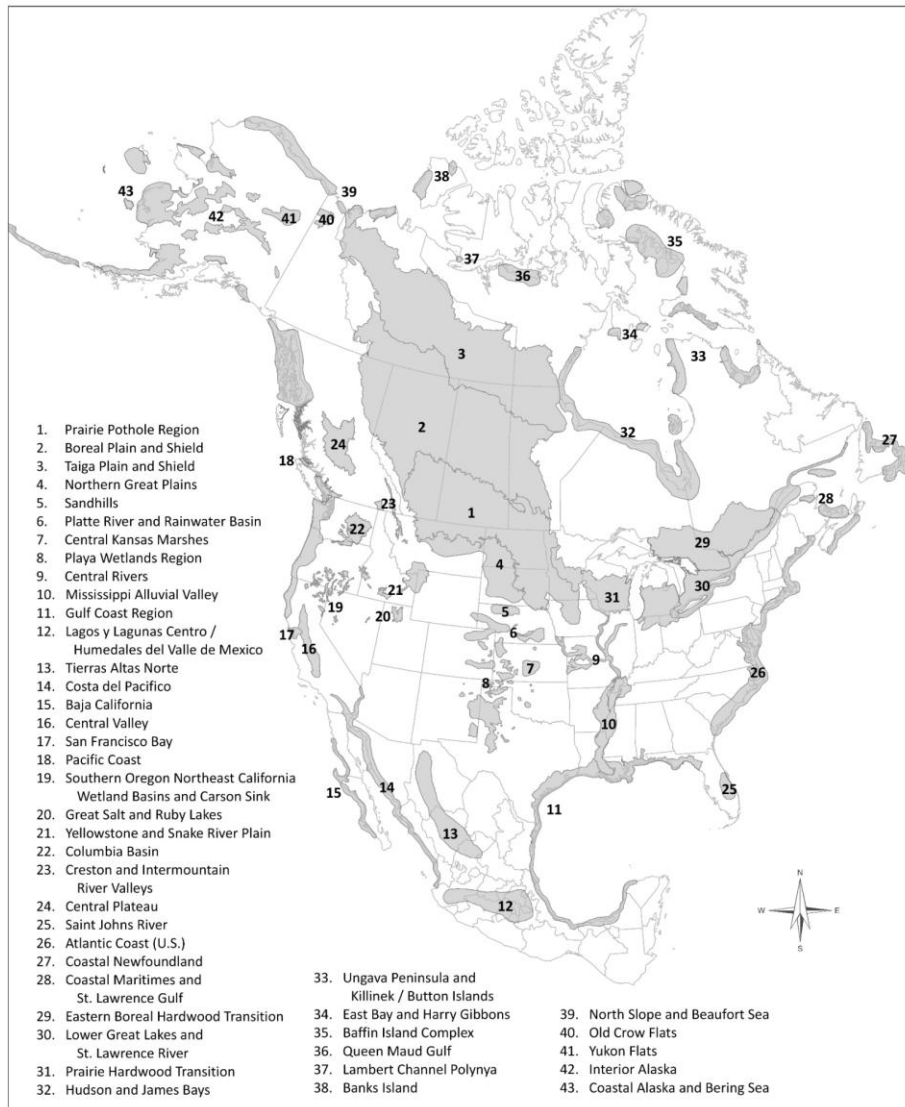 38
39
43
42
41
40
35
37
36
34
3
33
2
32
24
27
18
28
23
1
22
29
4
30
21
31
19
20
5
17
6
16
9
7
26
8
10
14
15
25
11
13
12
N
W E
S
1. Prairie Pothole Region
2. Boreal Plain and Shield
3. Taiga Plain and Shield
4. Northern Great Plains
5. Sandhills
6. Platte River and Rainwater Basin
7. Central Kansas Marshes
8. Playa Wetlands Region
9. Central Rivers
10. Mississippi Alluvial Valley
11. Gulf Coast Region
12. Lagos y Lagunas Centro /
Humedales del Valle de Mexico
13. Tierras Altas Norte
14. Costa del Pacifico
15. Baja California
16. Central Valley
17. San Francisco Bay
18. Pacific Coast
19. Southern Oregon Northeast California
Wetland Basins and Carson Sink
20. Great Salt and Ruby Lakes
21. Yellowstone and Snake River Plain
22. Columbia Basin
23. Creston and Intermountain
River Valleys
24. Central Plateau
25. Saint Johns River
26. Atlantic Coast (U.S.)
27. Coastal Newfoundland
28. Coastal Maritimes and
St. Lawrence Gulf
29. Eastern Boreal Hardwood Transition
30. Lower Great Lakes and
St. Lawrence River
31. Prairie Hardwood Transition
32. Hudson and James Bays
33. Ungava Peninsula and
Killinek / Button Islands
34. East Bay and Harry Gibbons
35. Baffin Island Complex
36. Queen Maud Gulf
37. Lambert Channel Polynya
38. Banks Island
39. North Slope and Beaufort Sea
40. Old Crow Flats
41. Yukon Flats
42. Interior Alaska
43. Coastal Alaska and Bering Sea